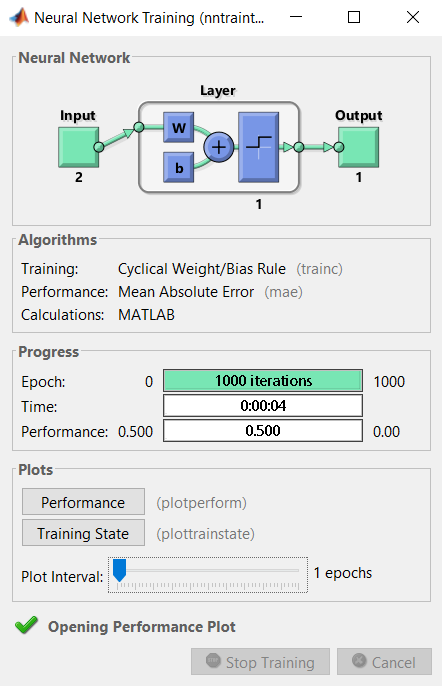 Neural Network Training (nntraint...
Neural Network
Layer
Input
Output
W
b
+
2
1
1
Algorithms
Training: Cyclical Weight/Bias Rule (trainc)
Performance: Mean Absolute Error (mae)
Calculations: MATLAB
Progress
Epoch: 0 1000 iterations 1000
Time: 0:00:04
Performance: 0.500 0.500 0.00
Plots
Performance (plotperform)
Training State (plottrainstate)
Plot Interval: 1 epochs
Opening Performance Plot
Stop Training Cancel